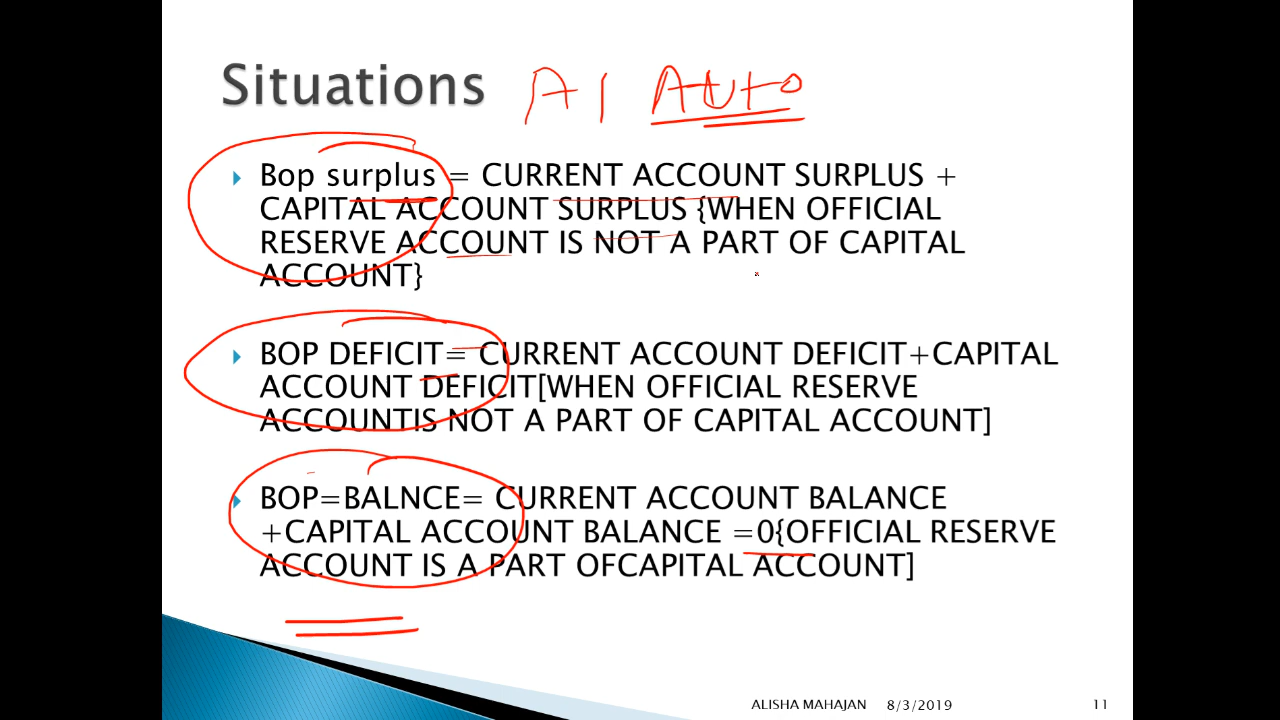 Situations A1 Auto
Bop surplus = CURRENT ACCOUNT SURPLUS +
CAPITAL ACCOUNT SURPLUS {WHEN OFFICIAL
RESERVE ACCOUNT IS NOT A PART OF CAPITAL
ACCOUNT}
BOP DEFICIT= CURRENT ACCOUNT DEFICIT+CAPITAL
ACCOUNT DEFICIT[WHEN OFFICIAL RESERVE
ACCOUNTIS NOT A PART OF CAPITAL ACCOUNT]
BOP=BALNCE= CURRENT ACCOUNT BALANCE
+CAPITAL ACCOUNT BALANCE =0{OFFICIAL RESERVE
ACCOUNT IS A PART OFCAPITAL ACCOUNT]
ALISHA MAHAJAN 8/3/2019 11